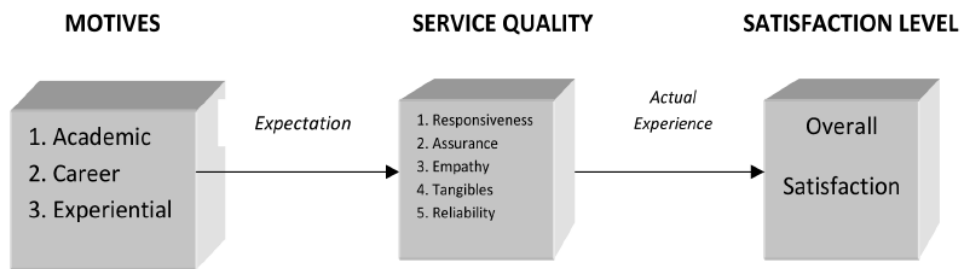 MOTIVES
SERVICE QUALITY
SATISFACTION LEVEL
1. Academic
2. Career
3. Experiential
Expectation
1. Responsiveness
2. Assurance
3. Empathy
4. Tangibles
5. Reliability
Actual
Experience
Overall
Satisfaction